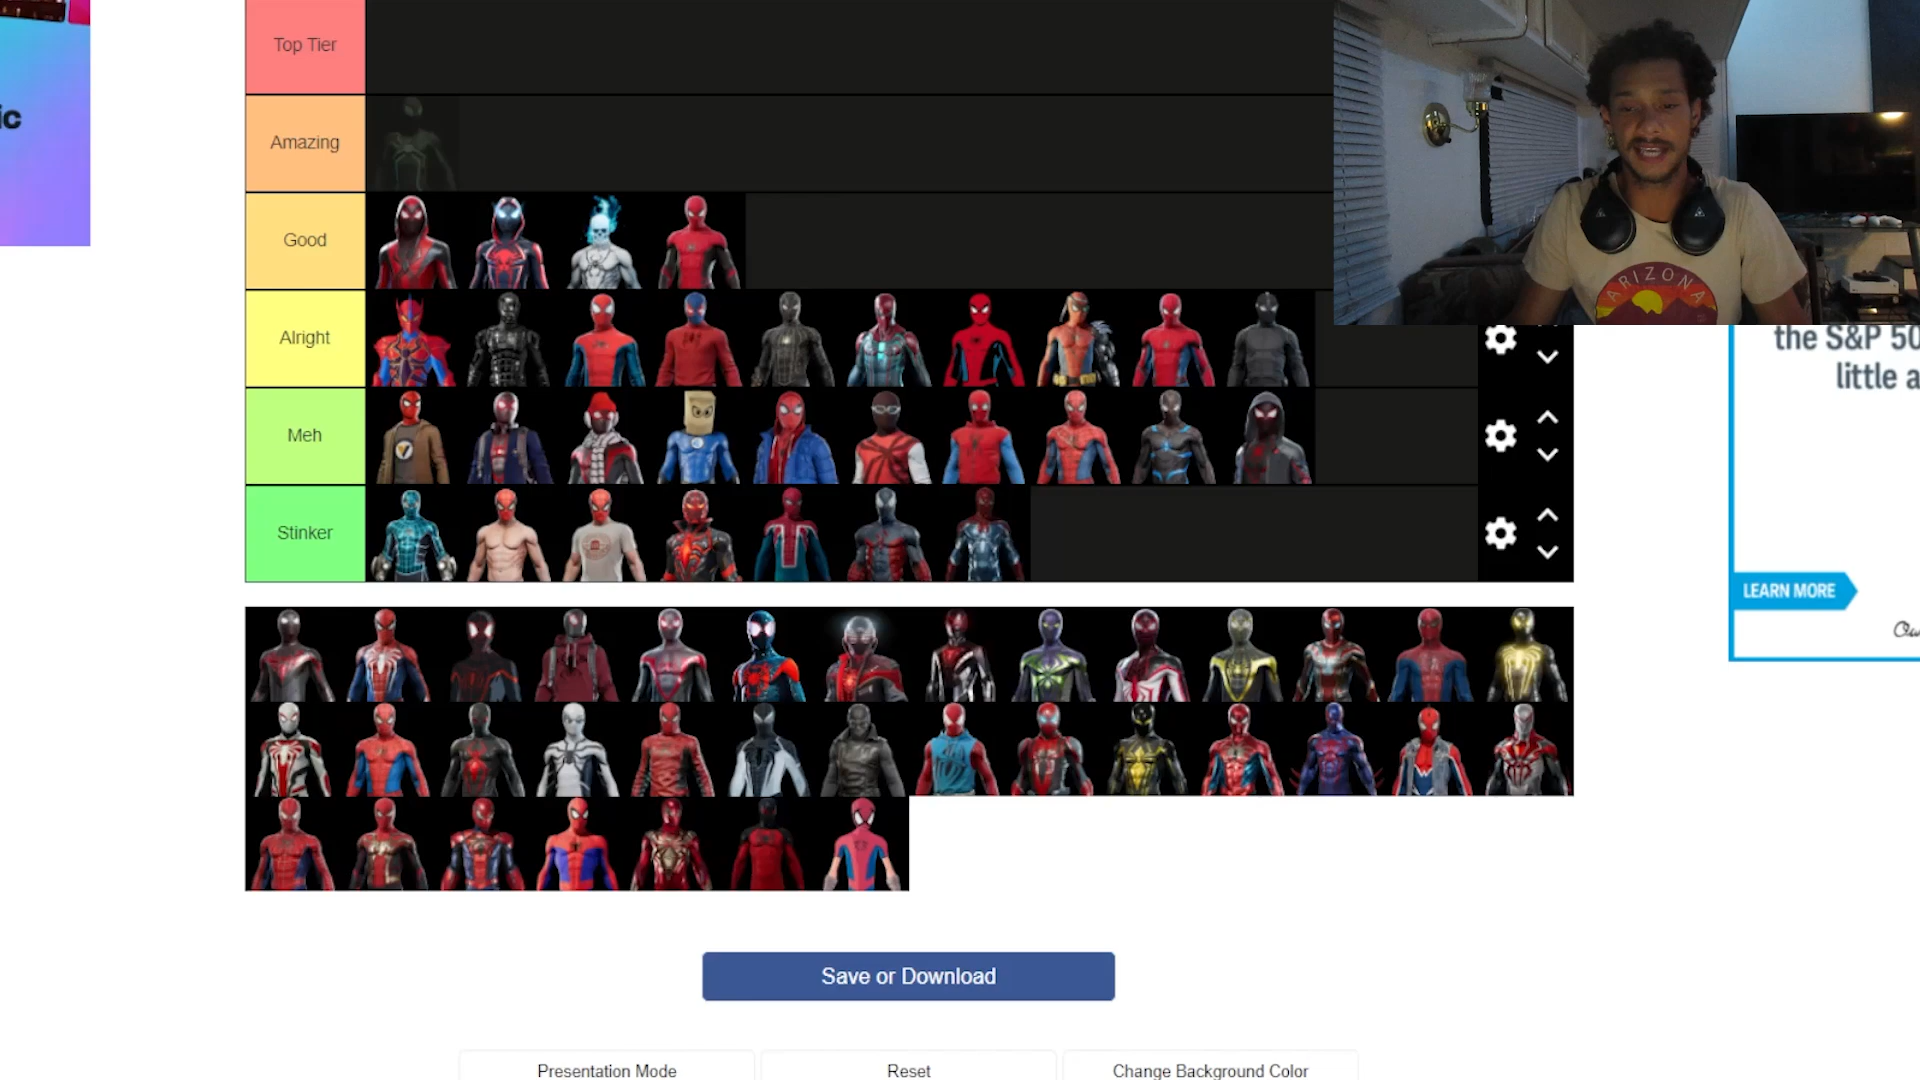 ic
Top Tier
Amazing
Good
Alright
Meh
Stinker
ARIZONA
the S&P 50
little a
LEARN MORE
Save or Download
Presentation Mode
Reset
Change Background Color